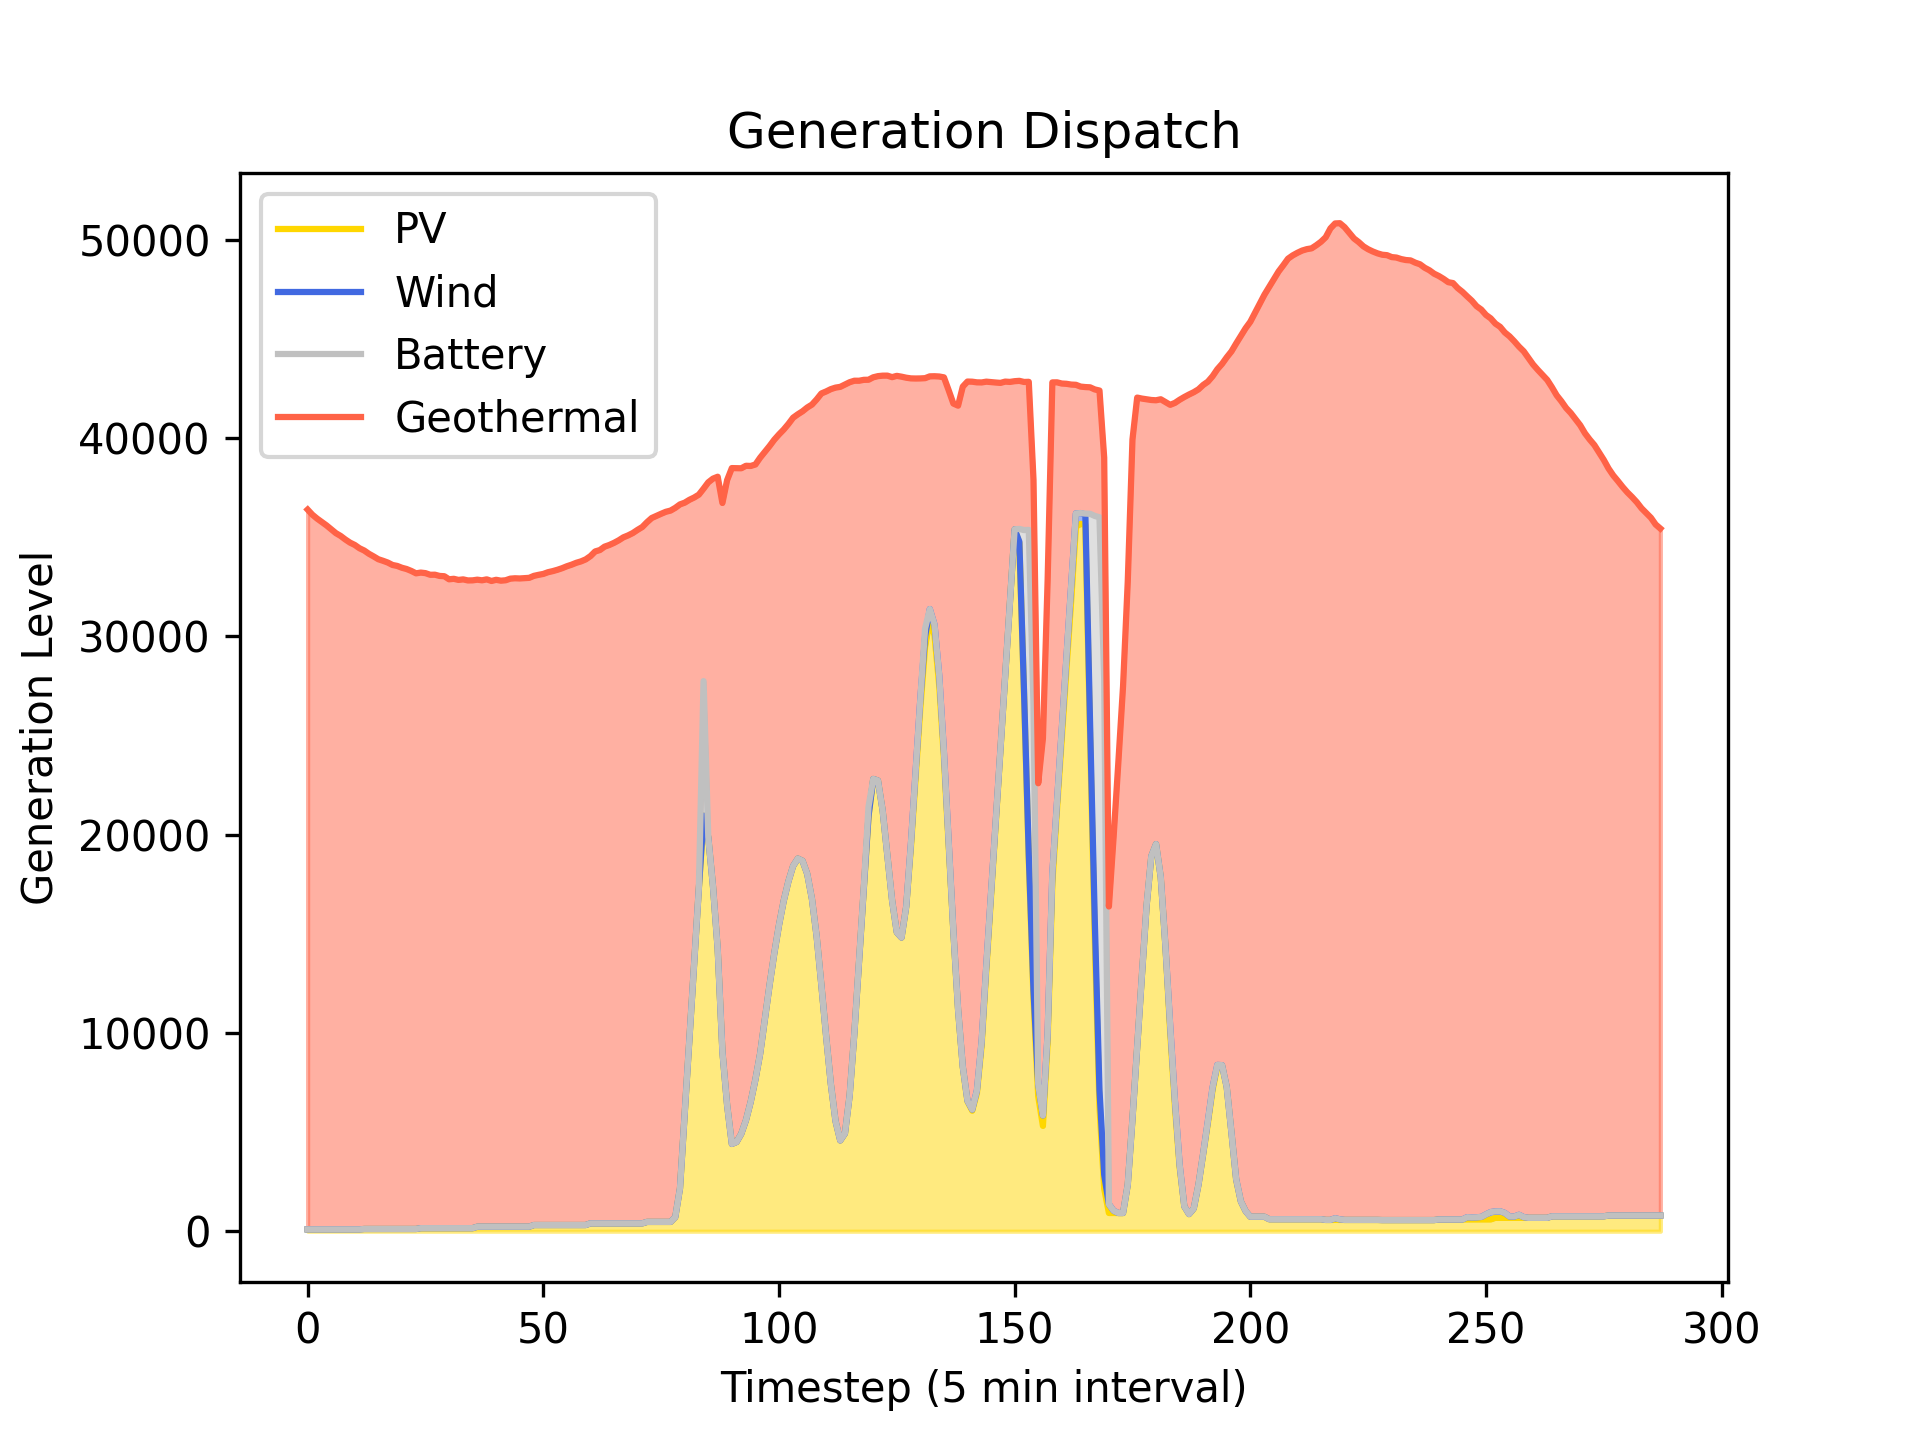 Generation Dispatch
PV
Wind
Battery
Geothermal
Generation Level
50000
40000
30000
20000
10000
0
0 50 100 150 200 250 300
Timestep (5 min interval)